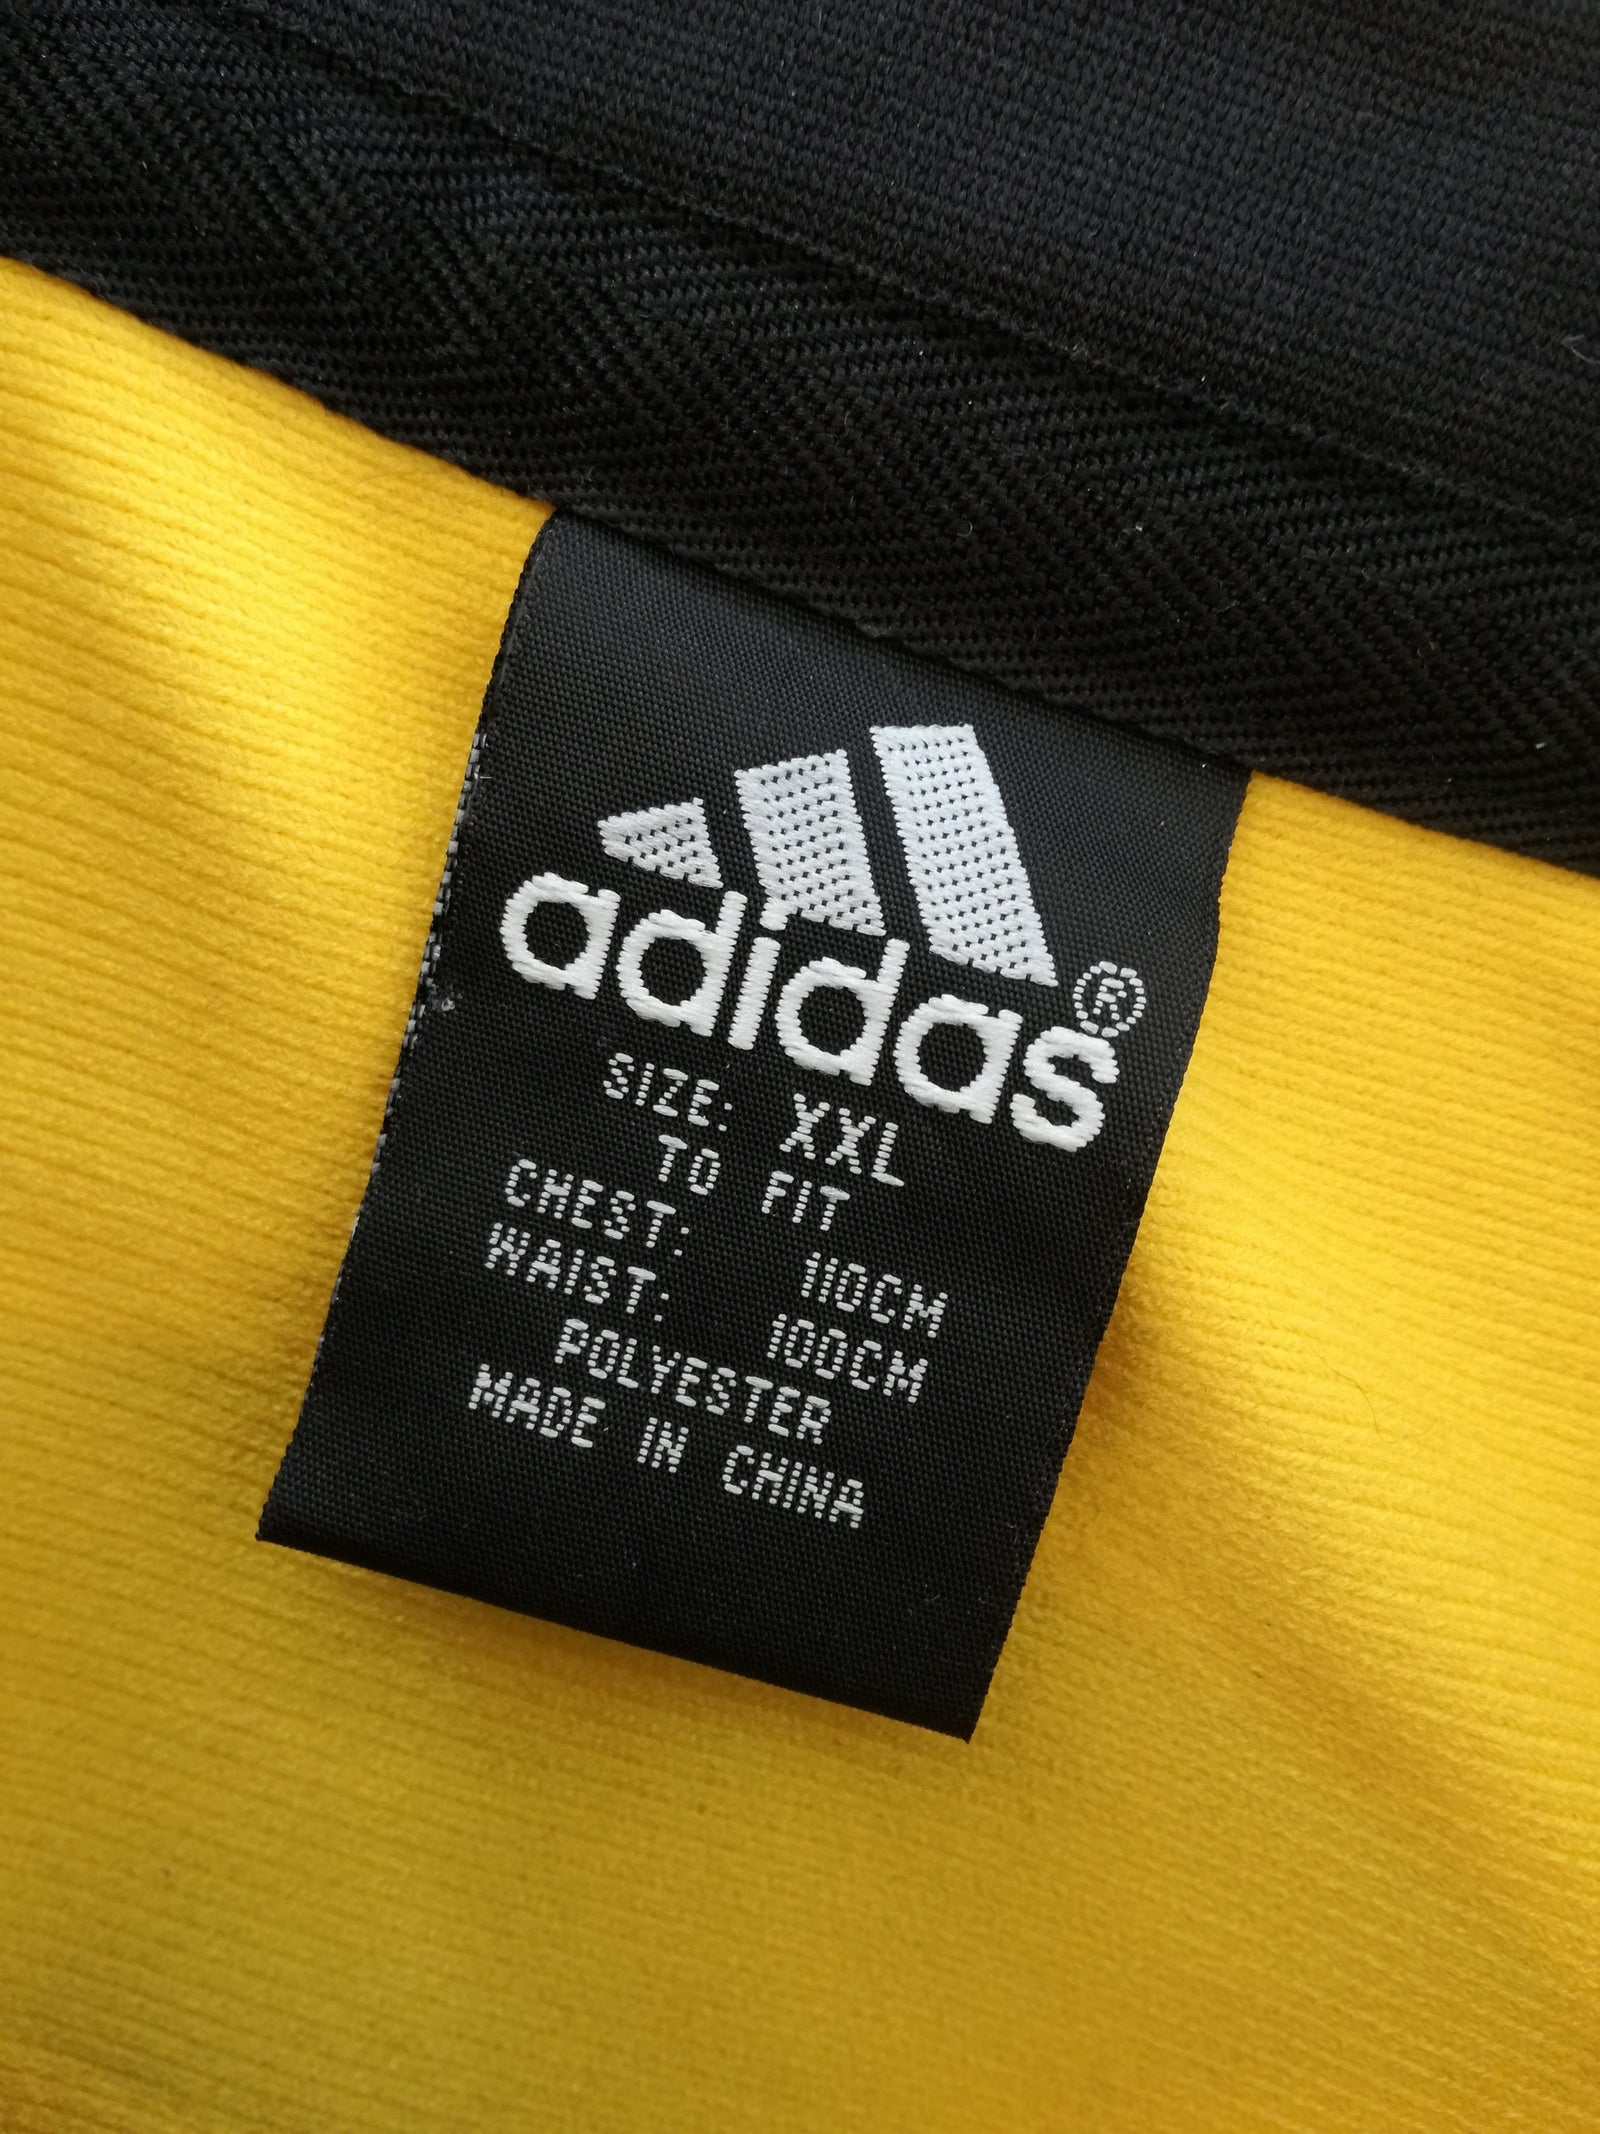 adidas®
SIZE: XXL
TO FIT
CHEST: 110CM
WAIST: 100CM
POLYESTER
MADE IN CHINA